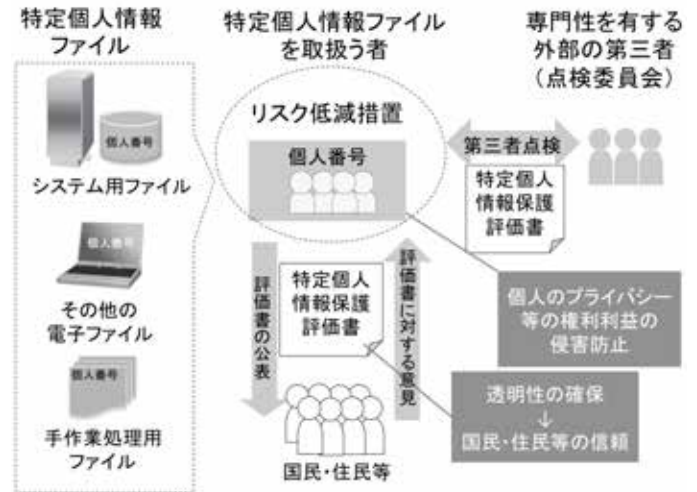 特定個人情報
ファイル
個人番号
システム用ファイル
個人番号
その他の
電子ファイル
個人番号
手作業処理用
ファイル
特定個人情報ファイル
を取扱う者
リスク低減措置
個人番号
評価書の公表
特定個人
情報保護
評価書
評価書に対する意見
国民・住民等
専門性を有する
外部の第三者
（点検委員会）
第三者点検
特定個人
情報保護
評価書
個人のプライバシー
等の権利利益の
侵害防止
透明性の確保
↓
国民・住民等の信頼